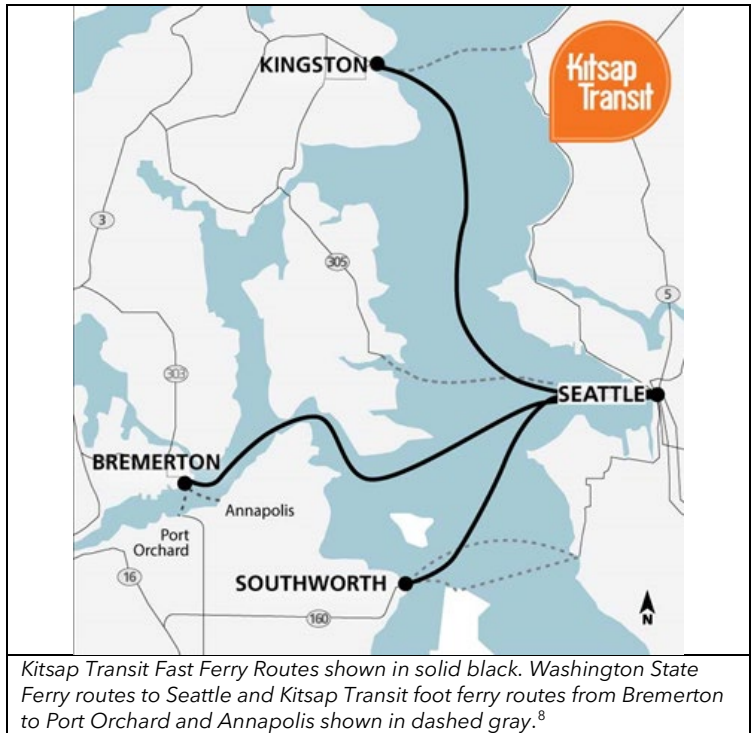 KINGSTON
Kitsap
Transit
3
305
5
303
SEATTLE
BREMERTON
Annapolis
Port
Orchard
16
SOUTHWORTH
160
N
Kitsap Transit Fast Ferry Routes shown in solid black. Washington State
Ferry routes to Seattle and Kitsap Transit foot ferry routes from Bremerton
to Port Orchard and Annapolis shown in dashed gray.8